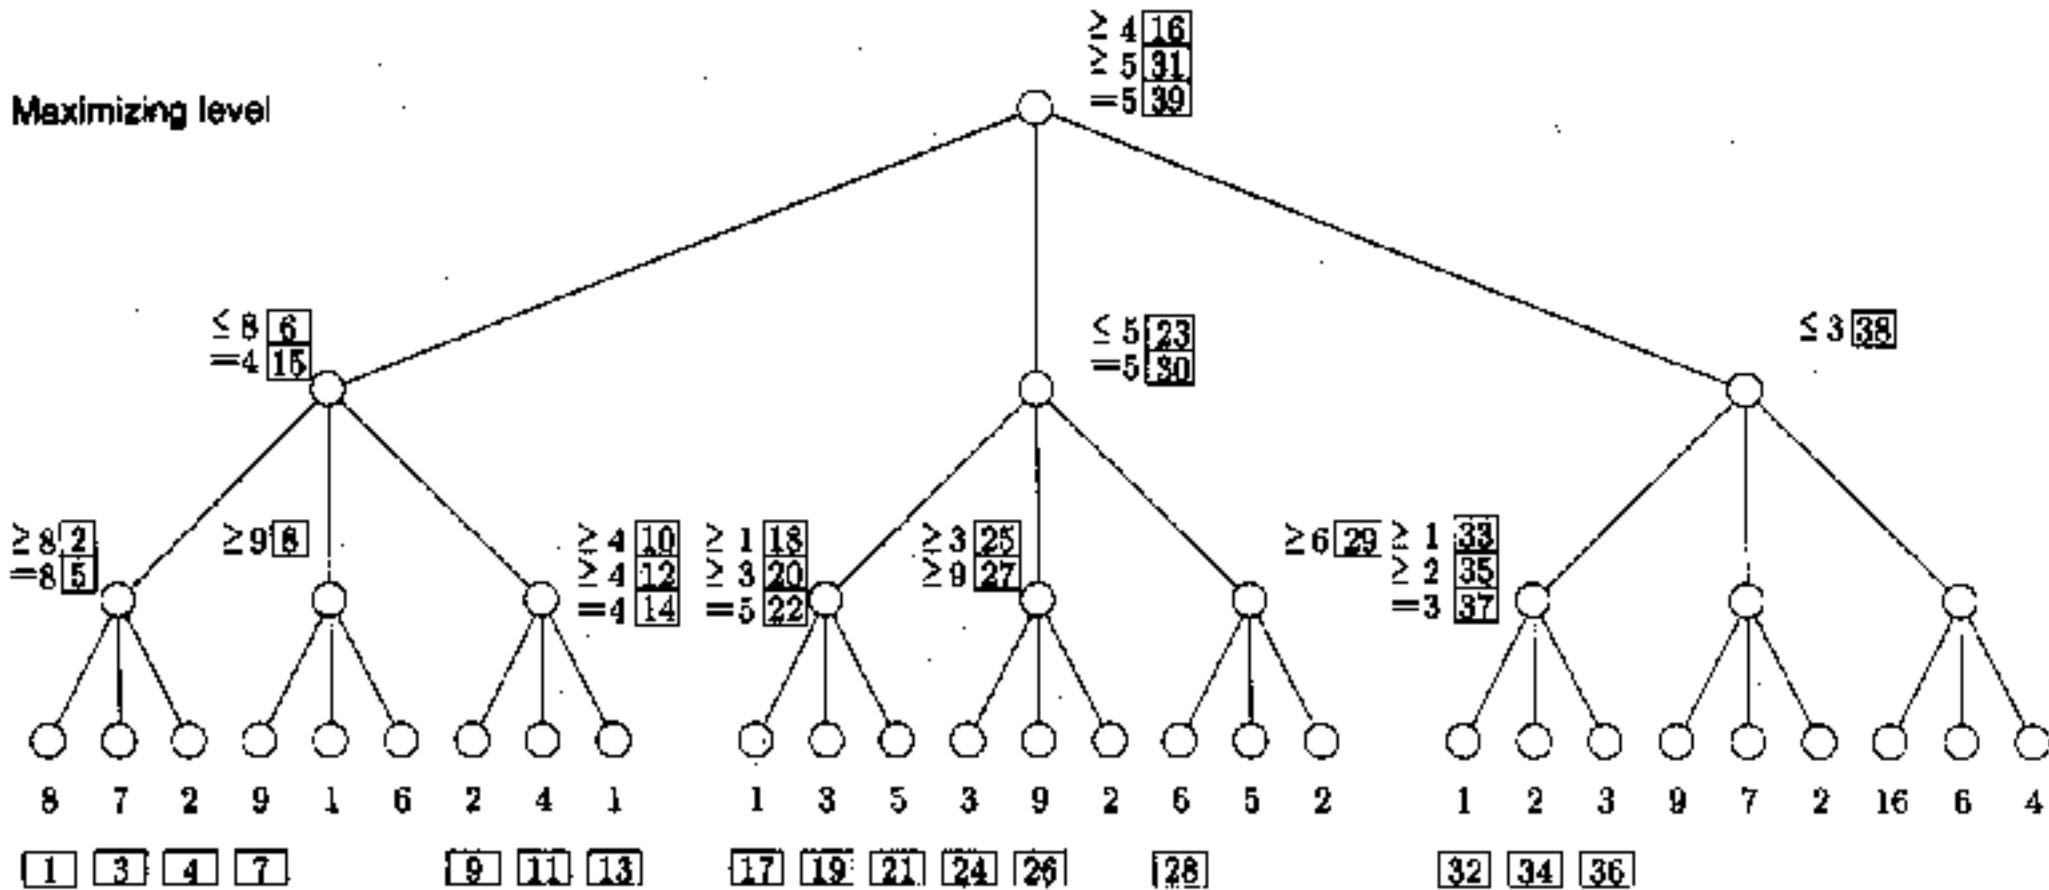 ≥ 4 16
≥ 5 31
=5 39
Maximizing level
≤ 8 6
=4 15
≤ 5 23
=5 30
≤ 3 38
≥ 8 2
=8 5
≥ 9 8
≥ 4 10
≥ 4 12
=4 14
≥ 1 18
≥ 3 20
=5 22
≥ 3 25
≥ 9 27
≥ 6 29
≥ 1 33
≥ 2 35
=3 37
8 7 2 9 1 6 2 4 1 1 3 5 3 9 2 6 5 2 1 2 3 9 7 2 16 6 4
1 3 4 7 9 11 13 17 19 21 24 26 28 32 34 36